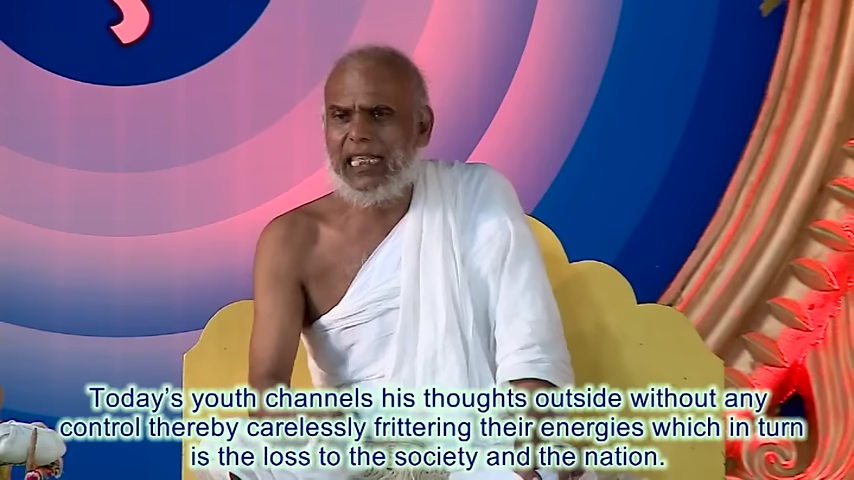 Today's youth channels his thoughts outside without any
control thereby carelessly frittering their energies which in turn
is the loss to the society and the nation.